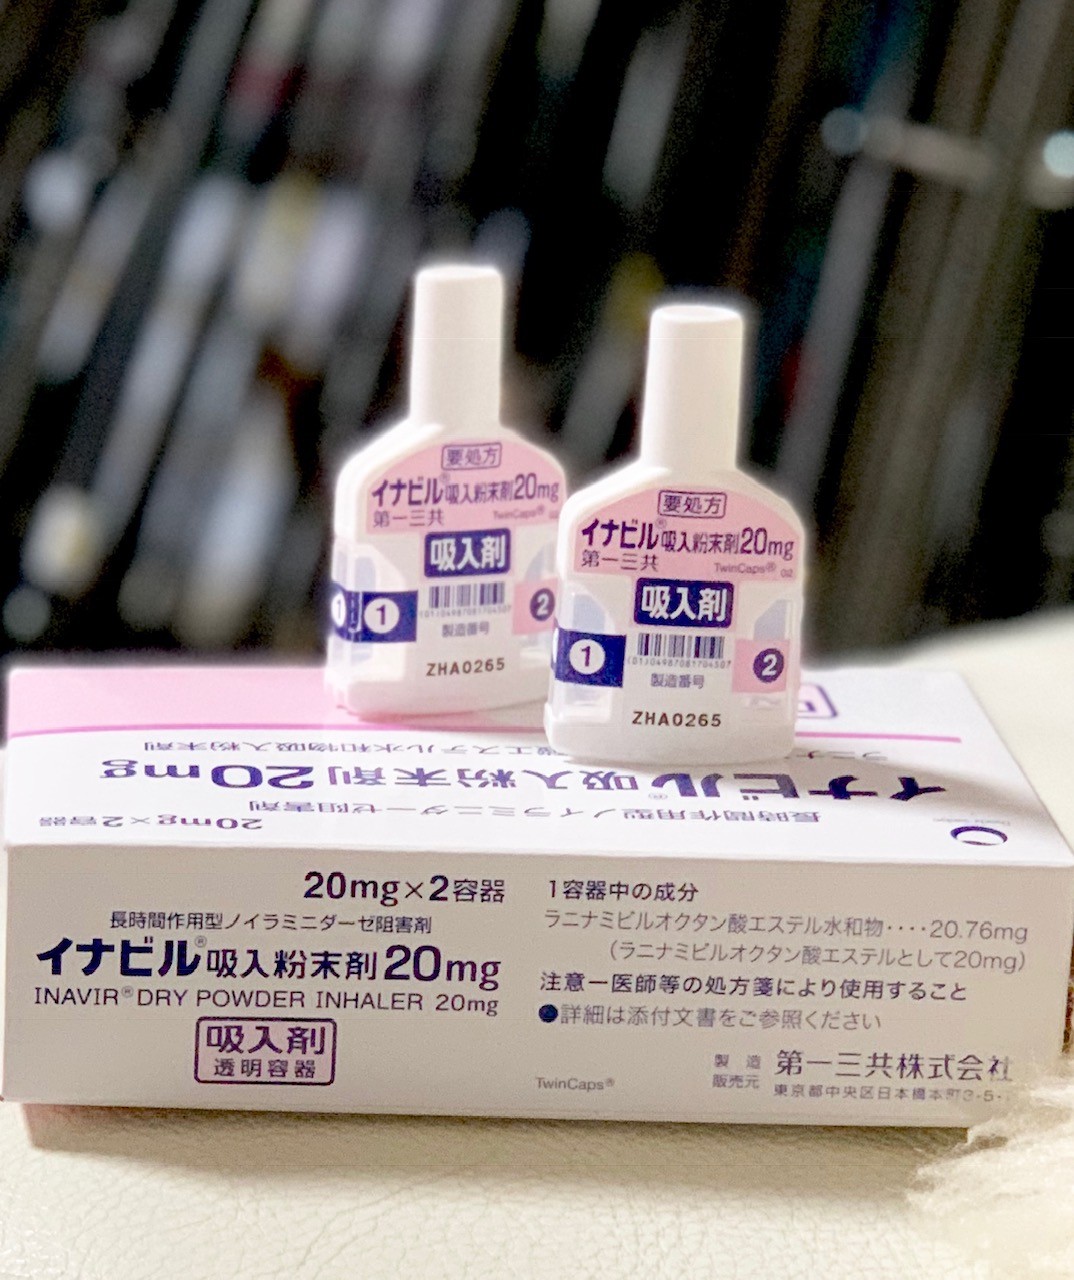 要処方
イナビル®吸入粉末剤20mg
第一三共
TwinCaps® 02
吸入剤
1 1 2
製造番号
ZHA0265
要処方
イナビル®吸入粉末剤20mg
第一三共
TwinCaps® 02
吸入剤
1 2
(01)04987081704507
製造番号
ZHA0265
イナビル®吸入粉末剤20mg
長時間作用型ノイラミニダーゼ阻害剤
20mg×2容器
20mg×2容器
長時間作用型ノイラミニダーゼ阻害剤
イナビル®吸入粉末剤20mg
INAVIR®DRY POWDER INHALER 20mg
吸入剤
透明容器
1容器中の成分
ラニナミビルオクタン酸エステル水和物････20.76mg
(ラニナミビルオクタン酸エステルとして20mg)
注意ー医師等の処方箋により使用すること
●詳細は添付文書をご参照ください
TwinCaps®
製造販売元 第一三共株式会社
東京都中央区日本橋本町3-5-